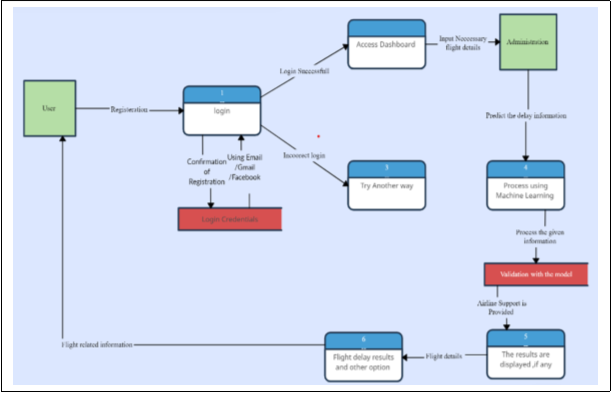 Access Dashboard
Input Neccessary
flight details
Administration
Login Successfull
User
Registration
1
login
Predict the delay information
Incorrect login
Confirmation
of
Registration
Using Email
/Gmail
/Facebook
3
Try Another way
4
Process using
Machine Learning
Login Credentials
Process the given
information
Validation with the model
Airline Support is
Provided
Flight related information
6
Flight delay results
and other option
Flight details
5
The results are
displayed ,if any